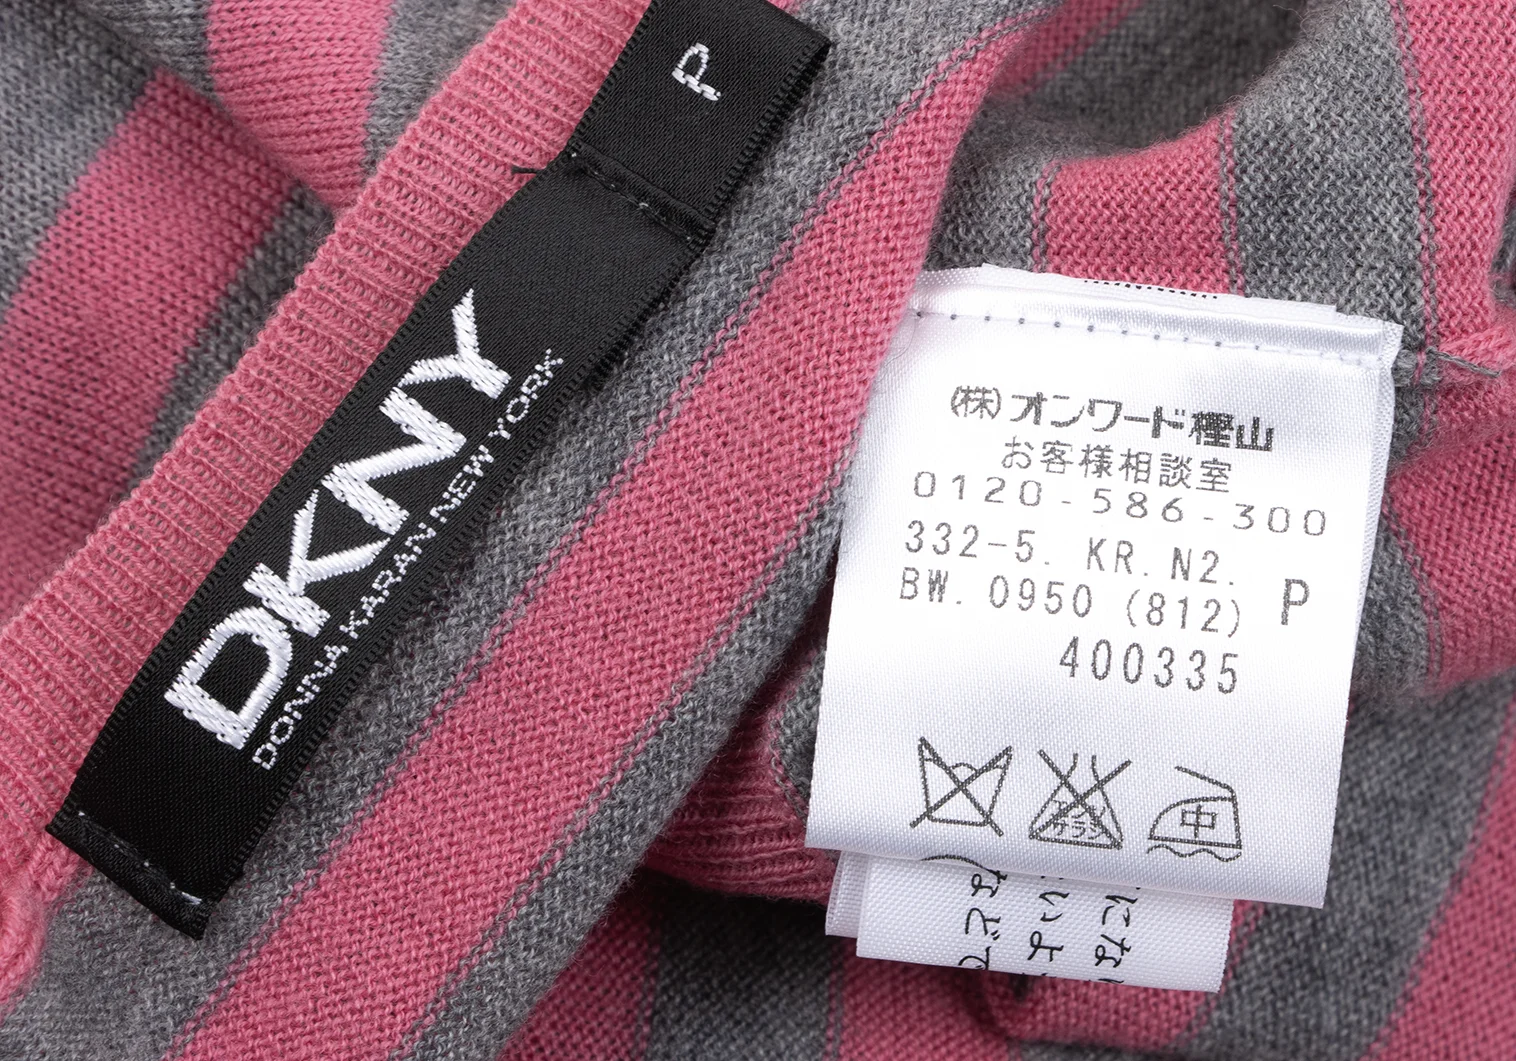 P
DKNY
DONNA KARAN NEW YORK
(株)オンワード樫山
お客様相談室
0120-586-300
332-5. KR. N2.
BW. 0950 (812) P
400335
中